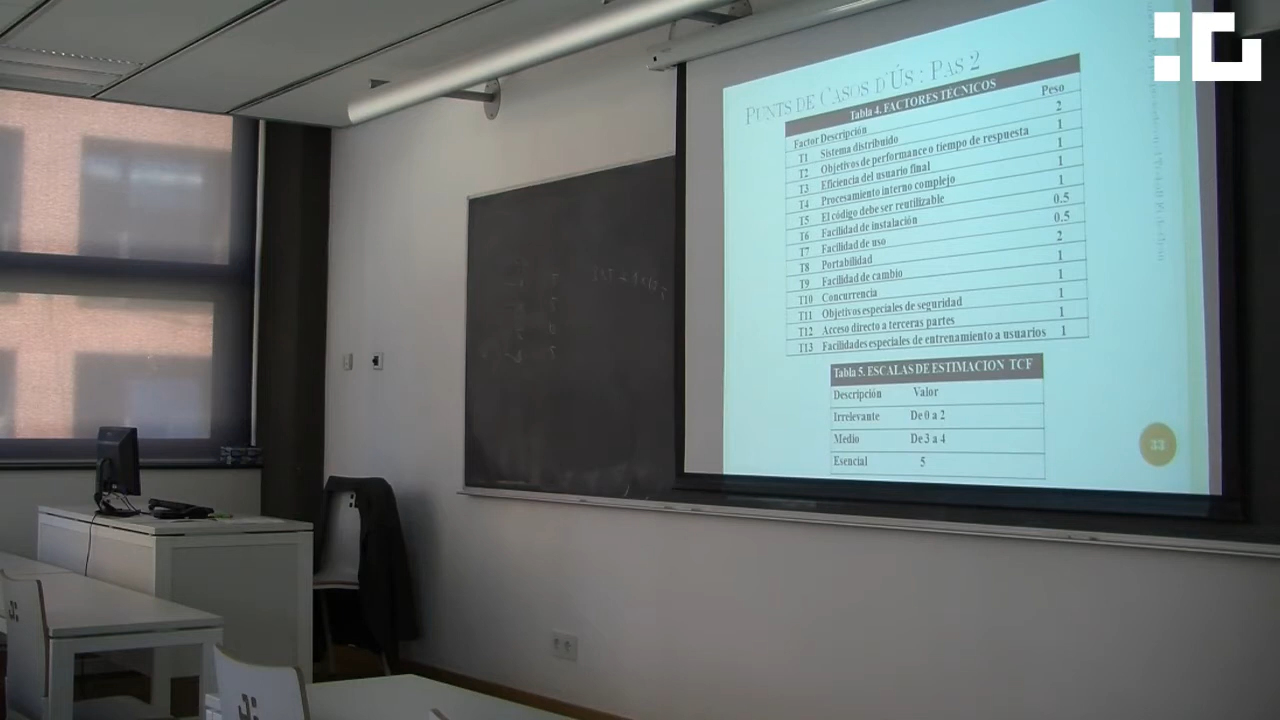 PUNTS DE CASOS D'ÚS : PAS 2
Tabla 4. FACTORES TÉCNICOS
Factor Descripción Peso
T1 Sistema distribuido 2
T2 Objetivos de performance o tiempo de respuesta 1
T3 Eficiencia del usuario final 1
T4 Procesamiento interno complejo 1
T5 El código debe ser reutilizable 1
T6 Facilidad de instalación 0.5
T7 Facilidad de uso 0.5
T8 Portabilidad 2
T9 Facilidad de cambio 1
T10 Concurrencia 1
T11 Objetivos especiales de seguridad 1
T12 Acceso directo a terceras partes 1
T13 Facilidades especiales de entrenamiento a usuarios 1
Tabla 5. ESCALAS DE ESTIMACION TCF
Descripción Valor
Irrelevante De 0 a 2
Medio De 3 a 4
Esencial 5
33